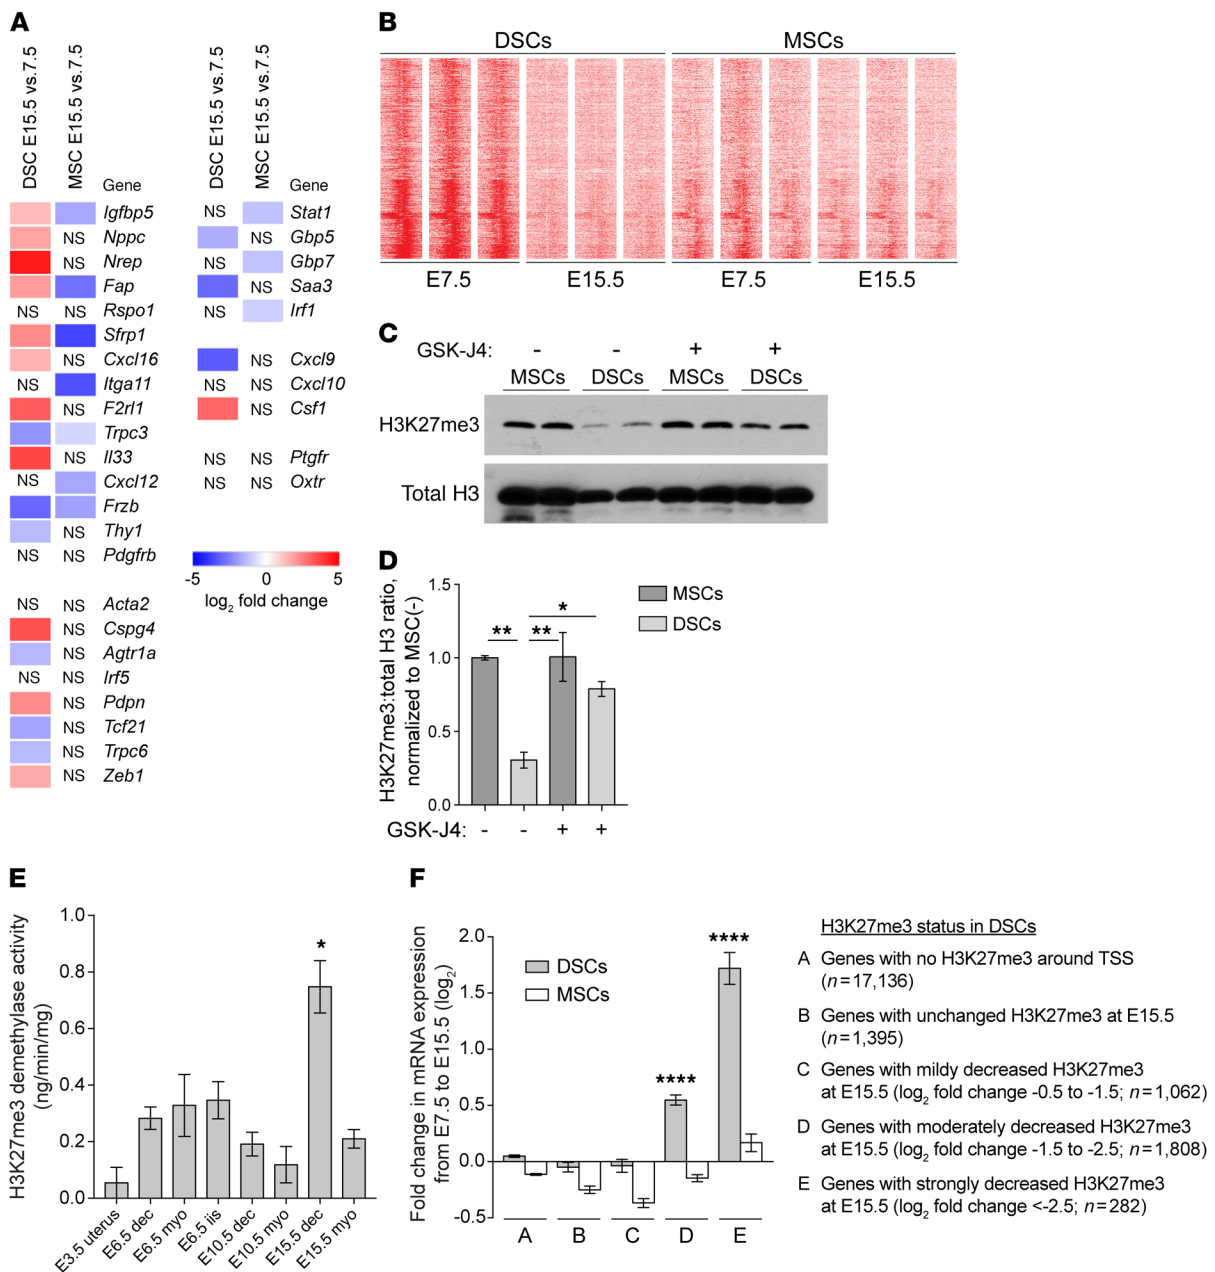 A
DSC E15.5 vs.7.5
MSC E15.5 vs.7.5
Gene
Igfbp5
NS Nppc
NS Nrep
Fap
NS NS Rspo1
Sfrp1
NS Cxcl16
NS Itga11
NS F2rl1
Trpc3
NS Il33
NS Cxcl12
Frzb
NS Thy1
NS NS Pdgfrb
NS NS Acta2
NS Cspg4
NS Agtr1a
NS NS Irf5
NS Pdpn
NS Tcf21
NS Trpc6
NS Zeb1
DSC E15.5 vs.7.5
MSC E15.5 vs.7.5
Gene
NS Stat1
NS Gbp5
NS Gbp7
NS Saa3
NS Irf1
NS Cxcl9
NS NS Cxcl10
NS Csf1
NS NS Ptgfr
NS NS Oxtr
-5 0 5
log2 fold change
B
DSCs MSCs
E7.5 E15.5 E7.5 E15.5
C
GSK-J4: - - + +
MSCs DSCs MSCs DSCs
H3K27me3
Total H3
D
H3K27me3:total H3 ratio,
normalized to MSC(-)
1.5
1.0
0.5
0.0
** ** *
MSCs
DSCs
GSK-J4: - - + +
E
H3K27me3 demethylase activity
(ng/min/mg)
1.0
0.8
0.6
0.4
0.2
0.0
*
E3.5 uterus
E6.5 dec
E6.5 myo
E6.5 iis
E10.5 dec
E10.5 myo
E15.5 dec
E15.5 myo
F
Fold change in mRNA expression
from E7.5 to E15.5 (log2)
2.0
1.5
1.0
0.5
0.0
-0.5
DSCs
MSCs
****
****
A B C D E
H3K27me3 status in DSCs
A Genes with no H3K27me3 around TSS
(n=17,136)
B Genes with unchanged H3K27me3 at E15.5
(n=1,395)
C Genes with mildy decreased H3K27me3
at E15.5 (log2 fold change -0.5 to -1.5; n=1,062)
D Genes with moderately decreased H3K27me3
at E15.5 (log2 fold change -1.5 to -2.5; n=1,808)
E Genes with strongly decreased H3K27me3
at E15.5 (log2 fold change <-2.5; n=282)